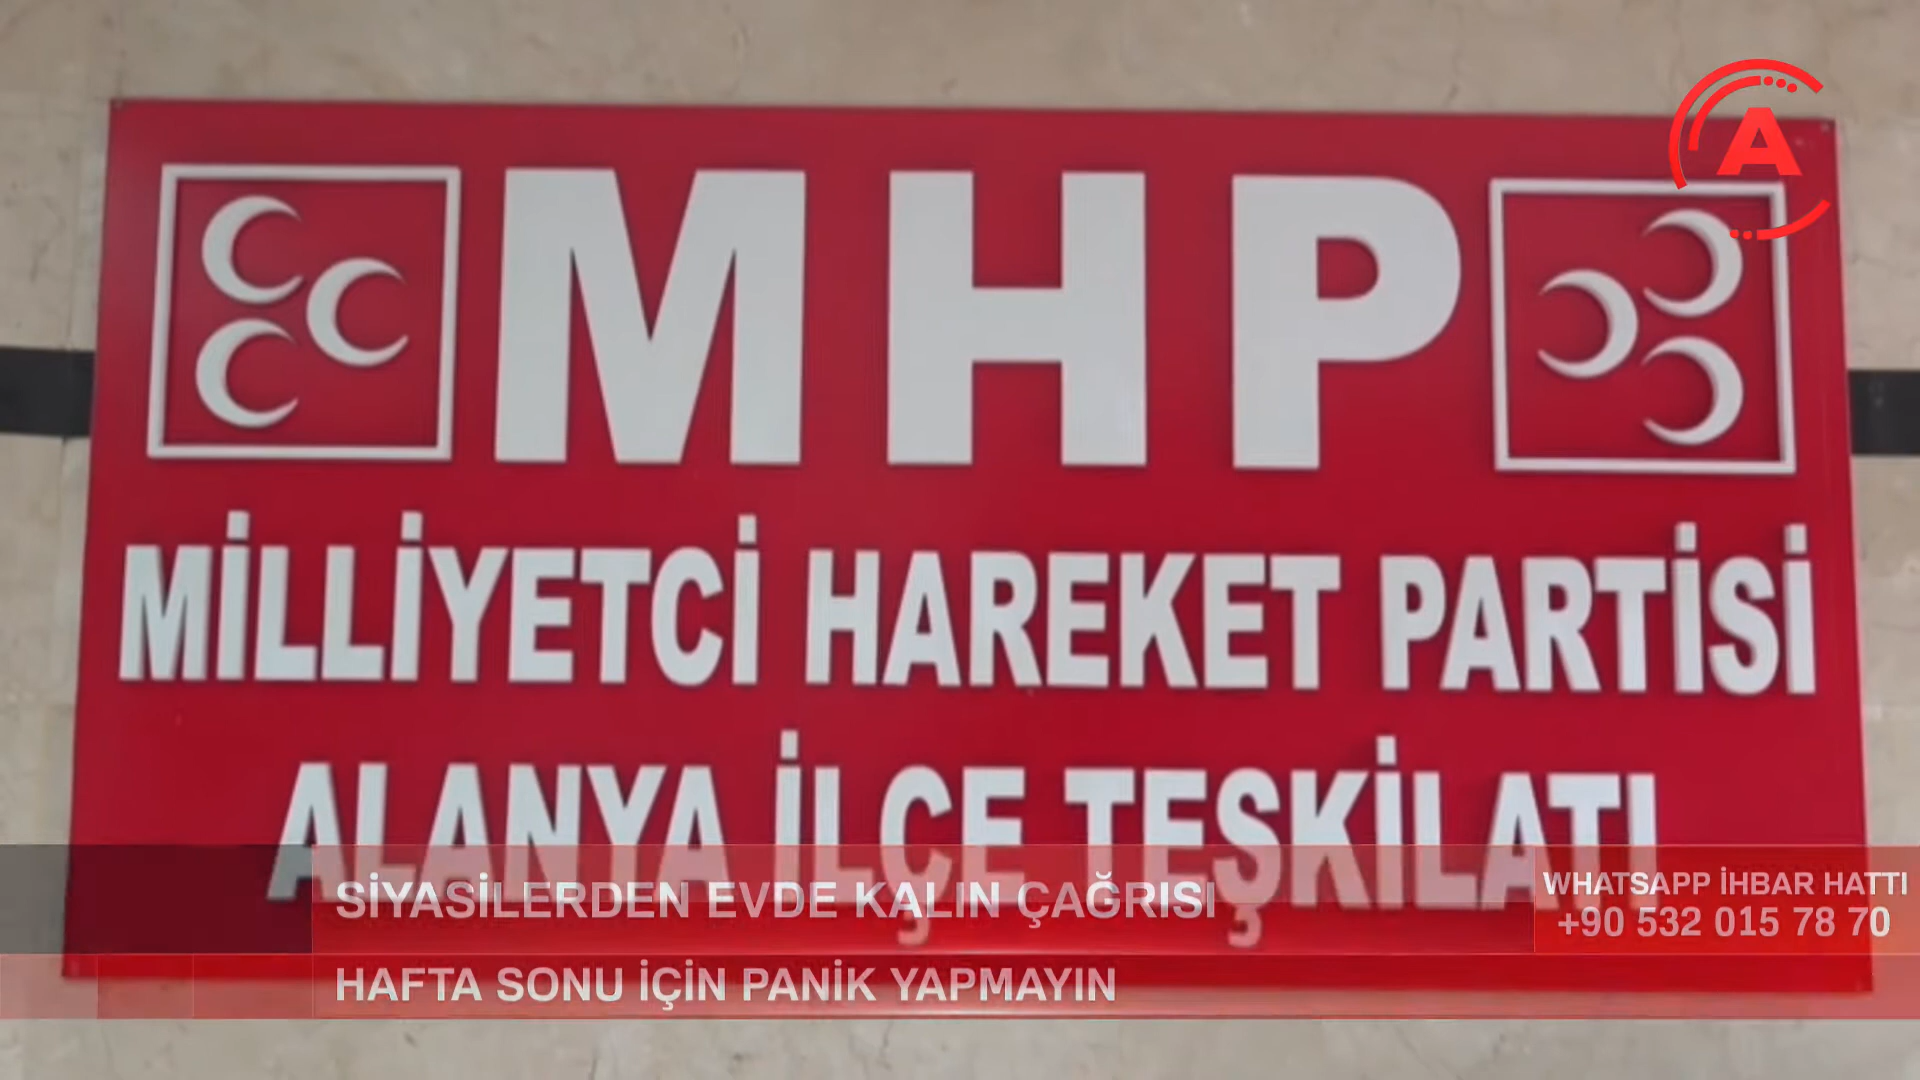 A
MHP
MİLLİYETCİ HAREKET PARTİSİ
ALANYA İLÇE TEŞKİLATI
SİYASİLERDEN EVDE KALIN ÇAĞRISI
WHATSAPP İHBAR HATTI
+90 532 015 78 70
HAFTA SONU İÇİN PANİK YAPMAYIN